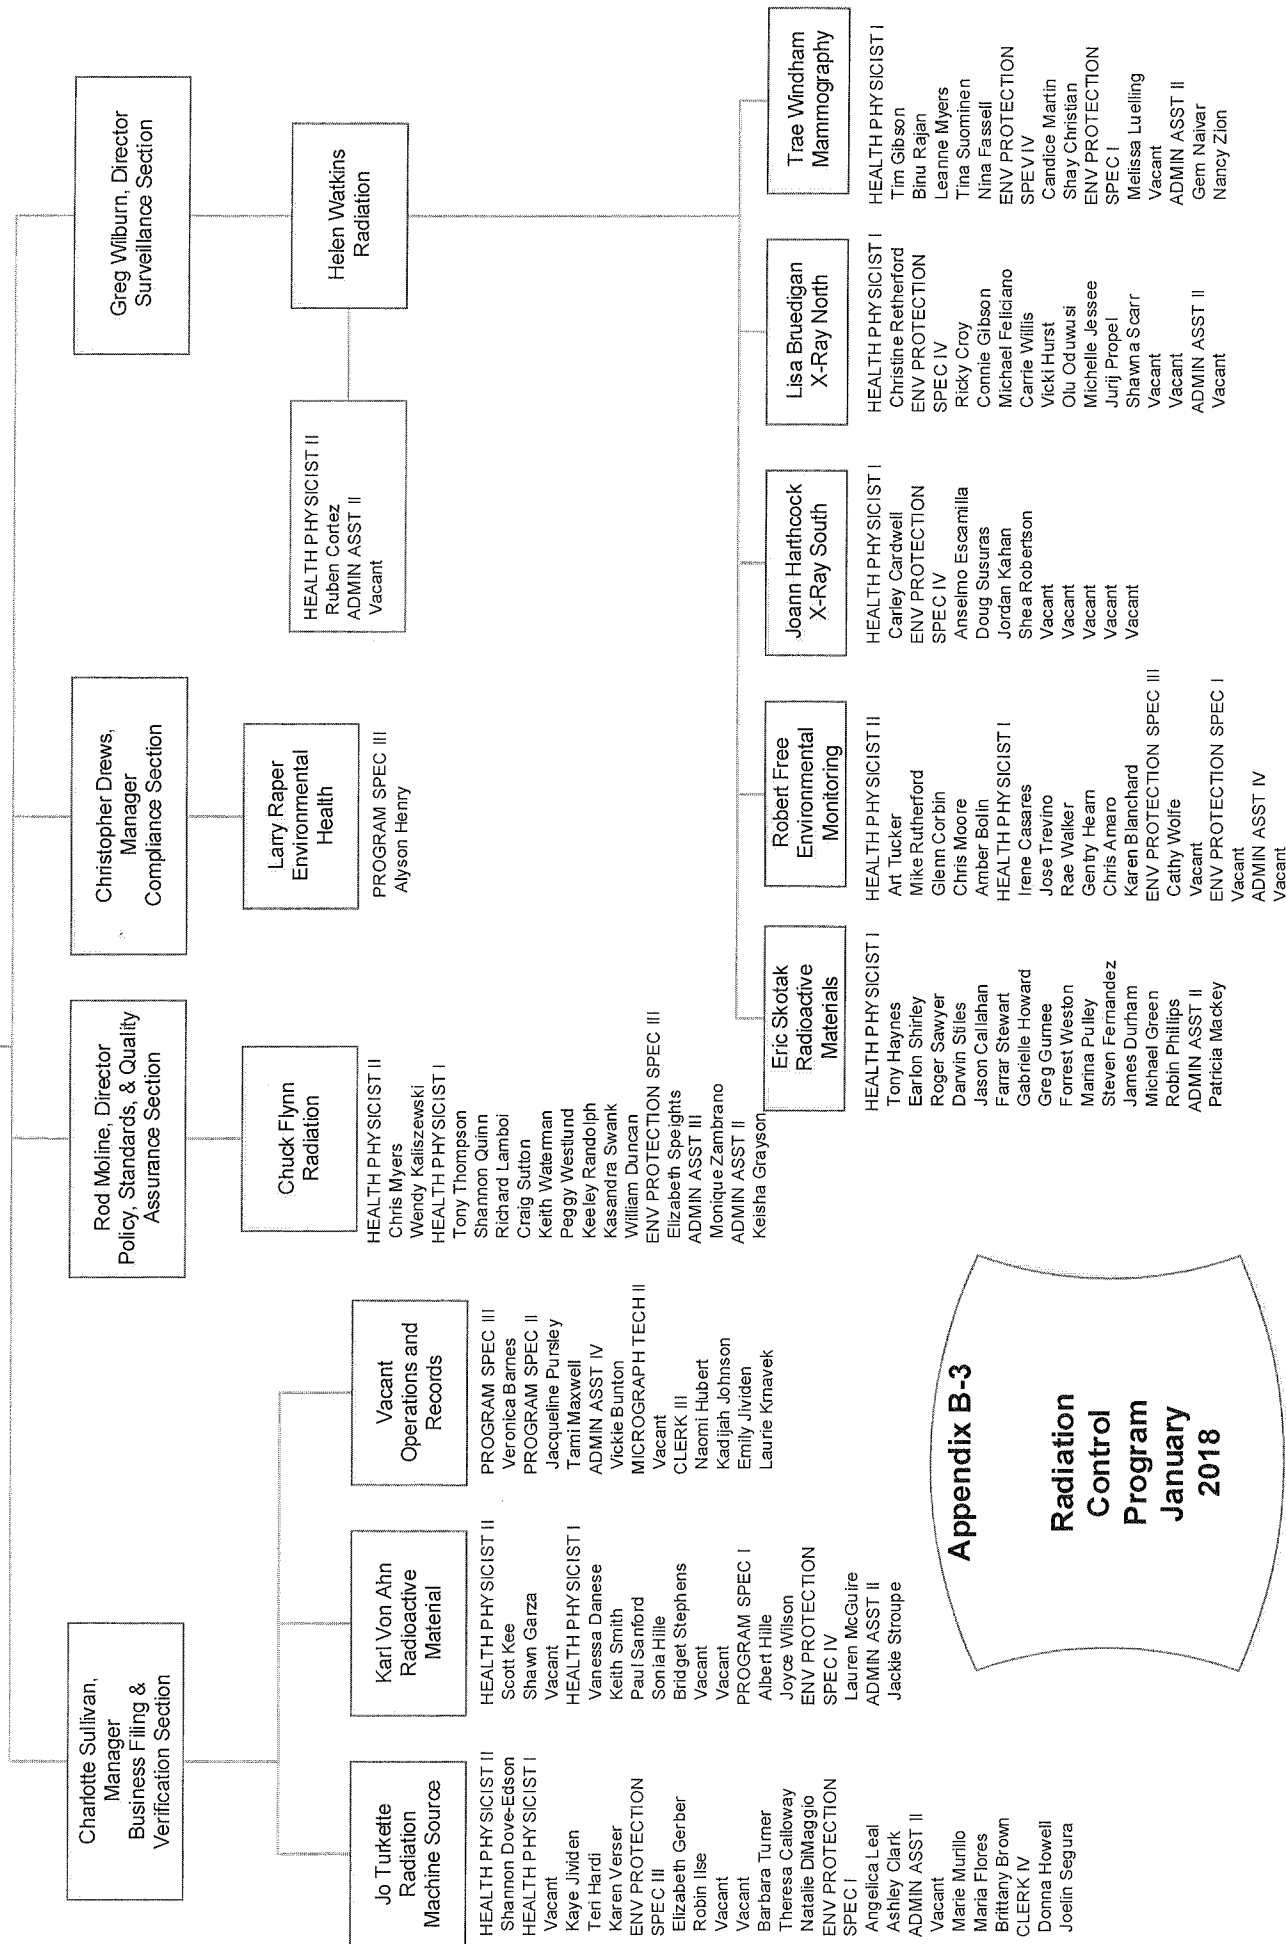 Charlotte Sullivan,
Manager
Business Filing &
Verification Section
Rod Moline, Director
Policy, Standards, & Quality
Assurance Section
Christopher Drews,
Manager
Compliance Section
Greg Wilburn, Director
Surveillance Section
Jo Turkette
Radiation
Machine Source
HEALTH PHYSICIST II
Shannon Dove-Edson
HEALTH PHYSICIST I
Vacant
Kaye Jividen
Teri Hardi
Karen Verser
ENV PROTECTION
SPEC III
Elizabeth Gerber
Robin Ilse
Vacant
Vacant
Barbara Turner
Theresa Calloway
Natalie DiMaggio
ENV PROTECTION
SPEC I
Angelica Leal
Ashley Clark
ADMIN ASST II
Vacant
Marie Murillo
Maria Flores
Brittany Brown
CLERK IV
Donna Howell
Joelin Segura
Karl Von Ahn
Radioactive
Material
HEALTH PHYSICIST II
Scott Kee
Shawn Garza
Vacant
HEALTH PHYSICIST I
Vanessa Danese
Keith Smith
Paul Sanford
Sonia Hille
Bridget Stephens
Vacant
Vacant
PROGRAM SPEC I
Albert Hille
Joyce Wilson
ENV PROTECTION
SPEC IV
Lauren McGuire
ADMIN ASST II
Jackie Stroupe
Vacant
Operations and
Records
PROGRAM SPEC III
Veronica Barnes
PROGRAM SPEC II
Jacqueline Pursley
Tami Maxwell
ADMIN ASST IV
Vickie Bunton
MICROGRAPH TECH II
Vacant
CLERK III
Naomi Hubert
Kadijah Johnson
Emily Jividen
Laurie Krnavek
Chuck Flynn
Radiation
HEALTH PHYSICIST II
Chris Myers
Wendy Kaliszewski
HEALTH PHYSICIST I
Tony Thompson
Shannon Quinn
Richard Lamboi
Craig Sutton
Keith Waterman
Peggy Westlund
Keeley Randolph
Kasandra Swank
William Duncan
ENV PROTECTION SPEC III
Elizabeth Speights
ADMIN ASST III
Monique Zambrano
ADMIN ASST II
Keisha Grayson
Larry Raper
Environmental
Health
PROGRAM SPEC III
Alyson Henry
Helen Watkins
Radiation
HEALTH PHYSICIST II
Ruben Cortez
ADMIN ASST II
Vacant
Eric Skotak
Radioactive
Materials
HEALTH PHYSICIST I
Tony Haynes
Earlon Shirley
Roger Sawyer
Darwin Stiles
Jason Callahan
Farrar Stewart
Gabrielle Howard
Greg Gurnee
Forrest Weston
Marina Pulley
Steven Fernandez
James Durham
Michael Green
Robin Phillips
ADMIN ASST II
Patricia Mackey
Robert Free
Environmental
Monitoring
HEALTH PHYSICIST II
Art Tucker
Mike Rutherford
Glenn Corbin
Chris Moore
Amber Bolin
HEALTH PHYSICIST I
Irene Casares
Jose Trevino
Rae Walker
Gentry Hearn
Chris Amaro
Karen Blanchard
ENV PROTECTION SPEC III
Cathy Wolfe
Vacant
ENV PROTECTION SPEC I
Vacant
ADMIN ASST IV
Vacant
Joann Harthcock
X-Ray South
HEALTH PHYSICIST I
Carley Cardwell
ENV PROTECTION
SPEC IV
Anselmo Escamilla
Doug Susuras
Jordan Kahan
Shea Robertson
Vacant
Vacant
Vacant
Vacant
Vacant
Lisa Bruedigan
X-Ray North
HEALTH PHYSICIST I
Christine Retherford
ENV PROTECTION
SPEC IV
Ricky Croy
Connie Gibson
Michael Feliciano
Carrie Willis
Vicki Hurst
Olu Oduwusi
Michelle Jessee
Jurij Propel
Shawna Scarr
Vacant
Vacant
ADMIN ASST II
Vacant
Trae Windham
Mammography
HEALTH PHYSICIST I
Tim Gibson
Binu Rajan
Leanne Myers
Tina Suominen
Nina Fassell
ENV PROTECTION
SPEV IV
Candice Martin
Shay Christian
ENV PROTECTION
SPEC I
Melissa Luelling
Vacant
ADMIN ASST II
Gem Naivar
Nancy Zion
Appendix B-3
Radiation
Control
Program
January
2018